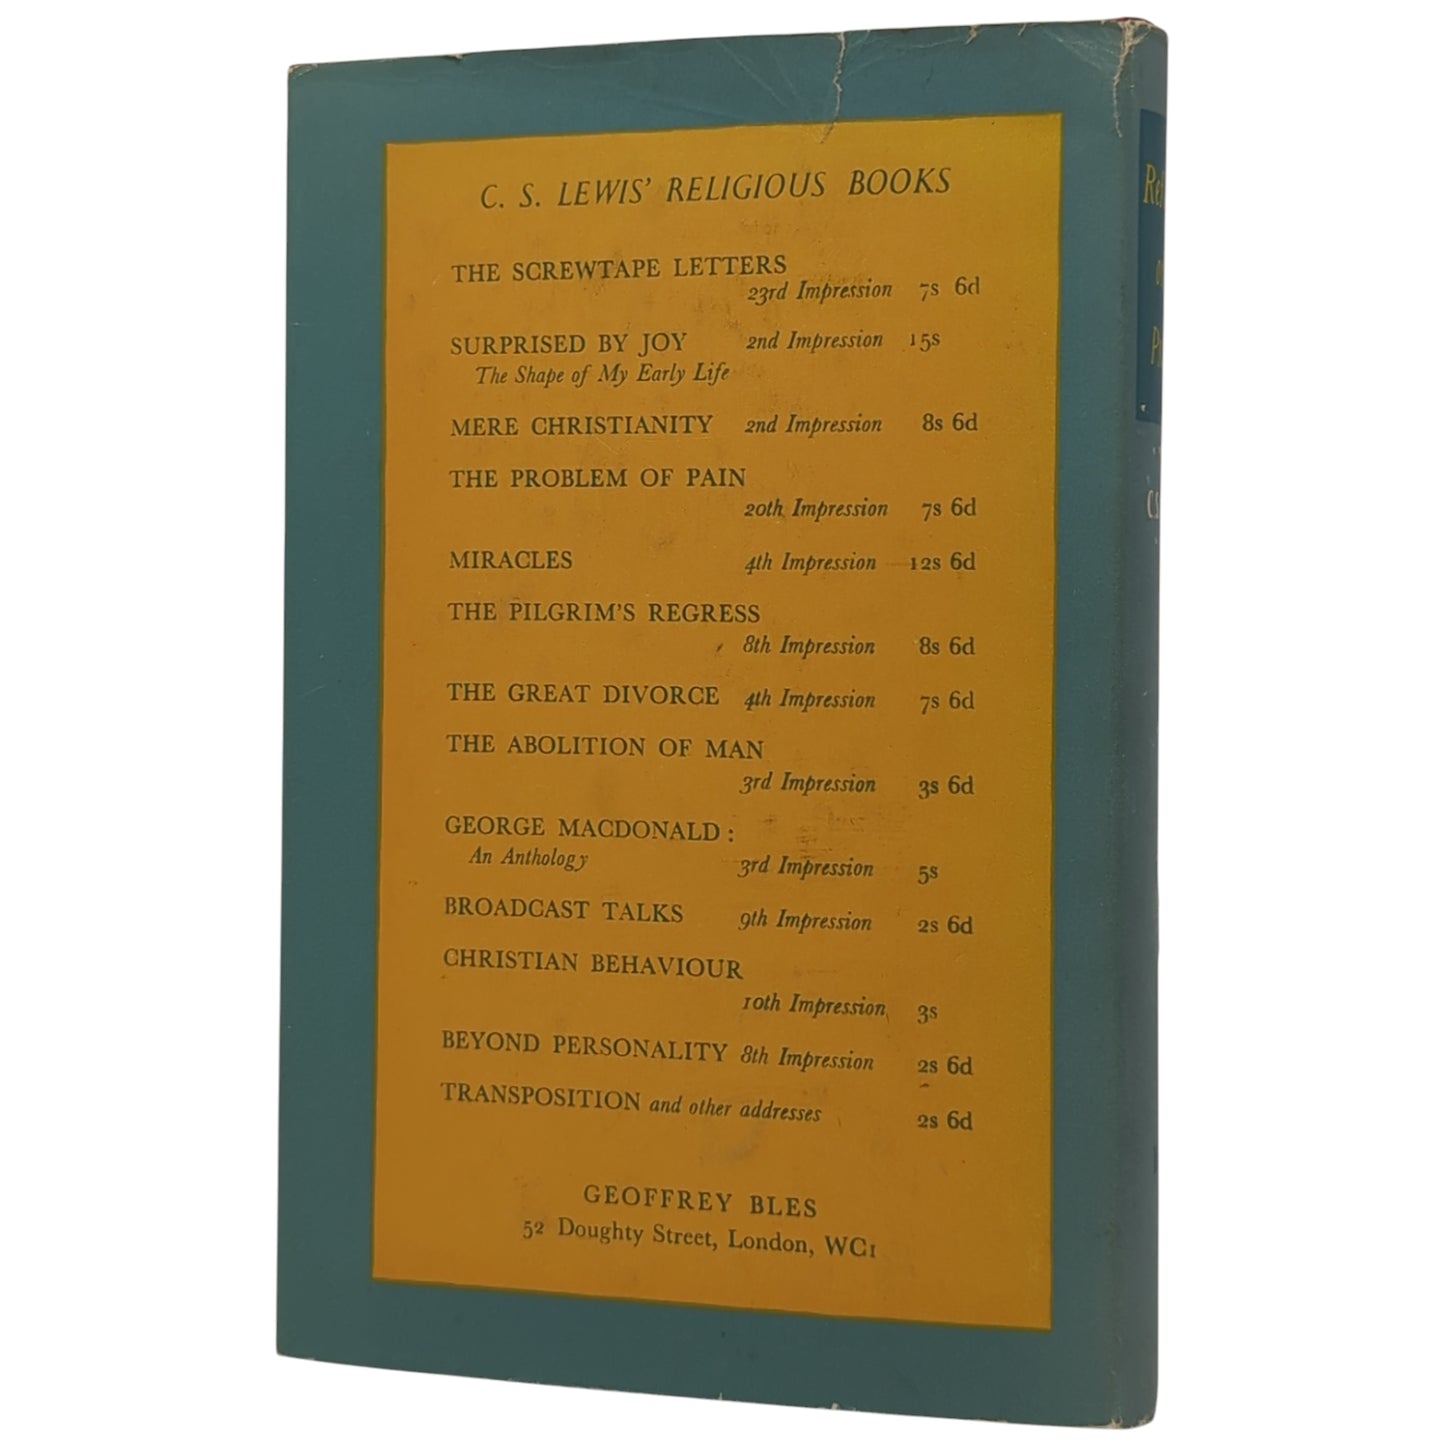 C. S. LEWIS' RELIGIOUS BOOKS
THE SCREWTAPE LETTERS
23rd Impression 7s 6d
SURPRISED BY JOY 2nd Impression 15s
The Shape of My Early Life
MERE CHRISTIANITY 2nd Impression 8s 6d
THE PROBLEM OF PAIN
20th Impression 7s 6d
MIRACLES 4th Impression 12s 6d
THE PILGRIM'S REGRESS
8th Impression 8s 6d
THE GREAT DIVORCE 4th Impression 7s 6d
THE ABOLITION OF MAN
3rd Impression 3s 6d
GEORGE MACDONALD:
An Anthology 3rd Impression 5s
BROADCAST TALKS 9th Impression 2s 6d
CHRISTIAN BEHAVIOUR
10th Impression 3s
BEYOND PERSONALITY 8th Impression 2s 6d
TRANSPOSITION and other addresses 2s 6d
GEOFFREY BLES
52 Doughty Street, London, WC1